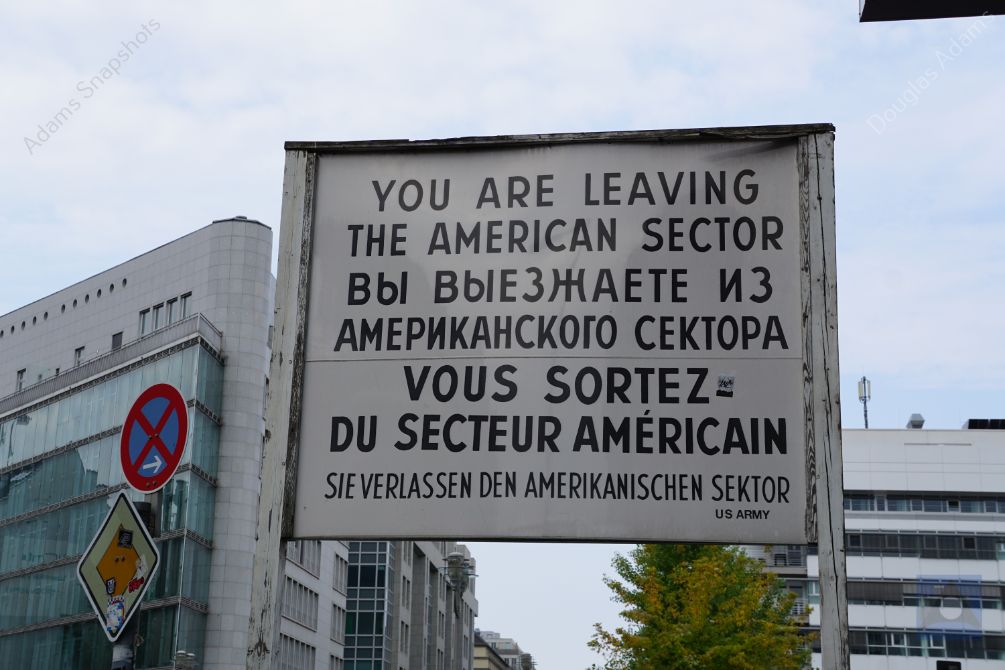 Adams Snapshots
Douglas Adams
YOU ARE LEAVING
THE AMERICAN SECTOR
ВЫ ВЫЕЗЖАЕТЕ ИЗ
АМЕРИКАНСКОГО СЕКТОРА
VOUS SORTEZ
DU SECTEUR AMÉRICAIN
SIE VERLASSEN DEN AMERIKANISCHEN SEKTOR
US ARMY